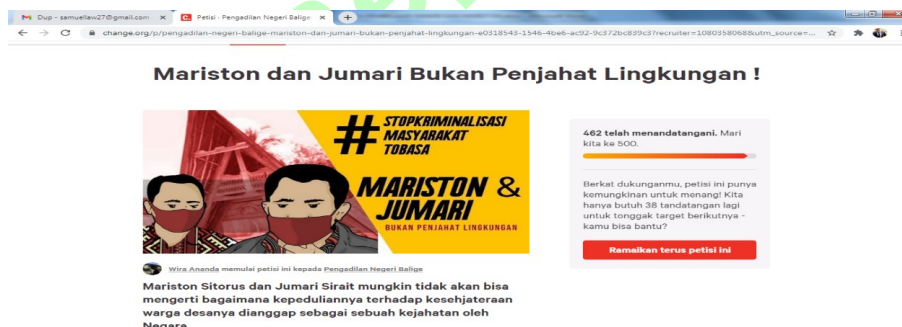 Dup - samuellaw27@gmail.com
Petisi · Pengadilan Negeri Balige
change.org/p/pengadilan-negeri-balige-mariston-dan-jumari-bukan-penjahat-lingkungan-e0318543-1546-4be6-ac92-9c372bc839c3?recruiter=1080358068&utm_source=...
Mariston dan Jumari Bukan Penjahat Lingkungan !
# STOPKRIMINALISASI
MASYARAKAT
TOBASA
MARISTON &
JUMARI
BUKAN PENJAHAT LINGKUNGAN
Wira Ananda memulai petisi ini kepada Pengadilan Negeri Balige
Mariston Sitorus dan Jumari Sirait mungkin tidak akan bisa
mengerti bagaimana kepeduliannya terhadap kesehjateraan
warga desanya dianggap sebagai sebuah kejahatan oleh
Negara
462 telah menandatangani. Mari
kita ke 500.
Berkat dukunganmu, petisi ini punya
kemungkinan untuk menang! Kita
hanya butuh 38 tandatangan lagi
untuk tonggak target berikutnya -
kamu bisa bantu?
Ramaikan terus petisi ini